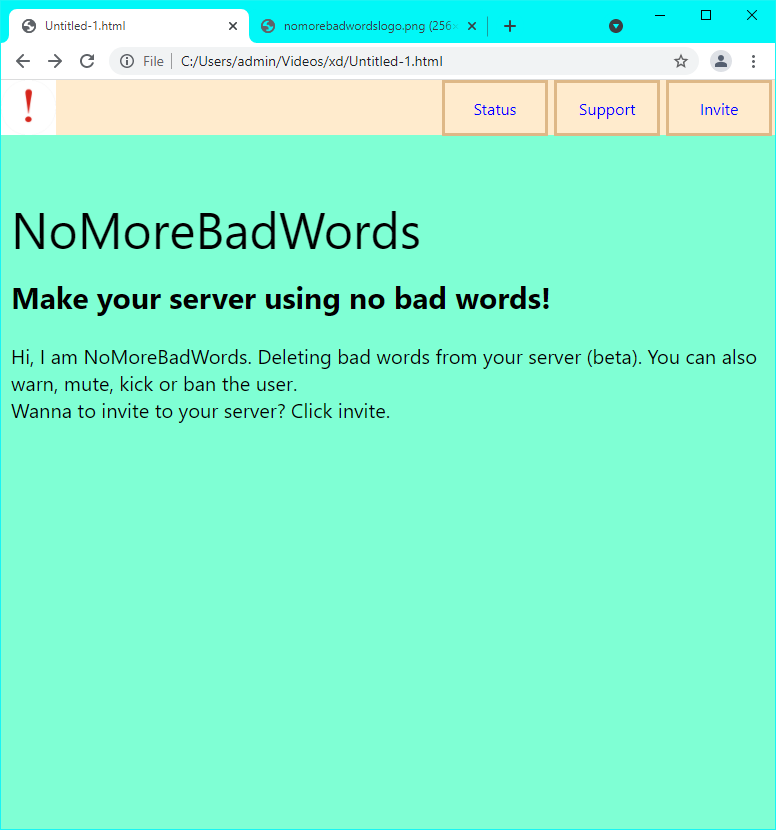 Untitled-1.html
nomorebadwordslogo.png (256
File
C:/Users/admin/Videos/xd/Untitled-1.html
!
Status
Support
Invite
NoMoreBadWords
Make your server using no bad words!
Hi, I am NoMoreBadWords. Deleting bad words from your server (beta). You can also
warn, mute, kick or ban the user.
Wanna to invite to your server? Click invite.